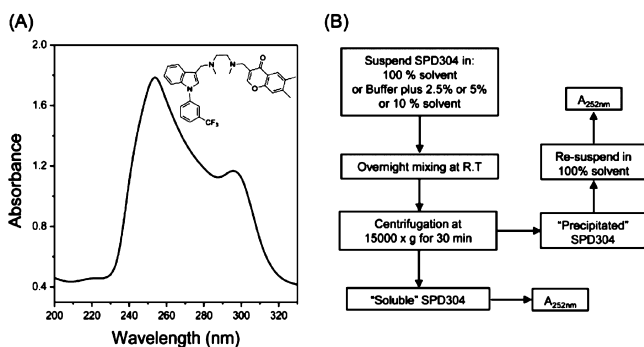 (A)
2.0
1.6
1.2
0.8
0.4
Absorbance
200
220
240
260
280
300
320
Wavelength (nm)
N
N
O
O
N
CF₃
(B)
Suspend SPD304 in:
100 % solvent
or Buffer plus 2.5% or 5%
or 10 % solvent
Overnight mixing at R.T
Centrifugation at
15000 x g for 30 min
"Soluble" SPD304
A252nm
"Precipitated"
SPD304
Re-suspend in
100% solvent
A252nm